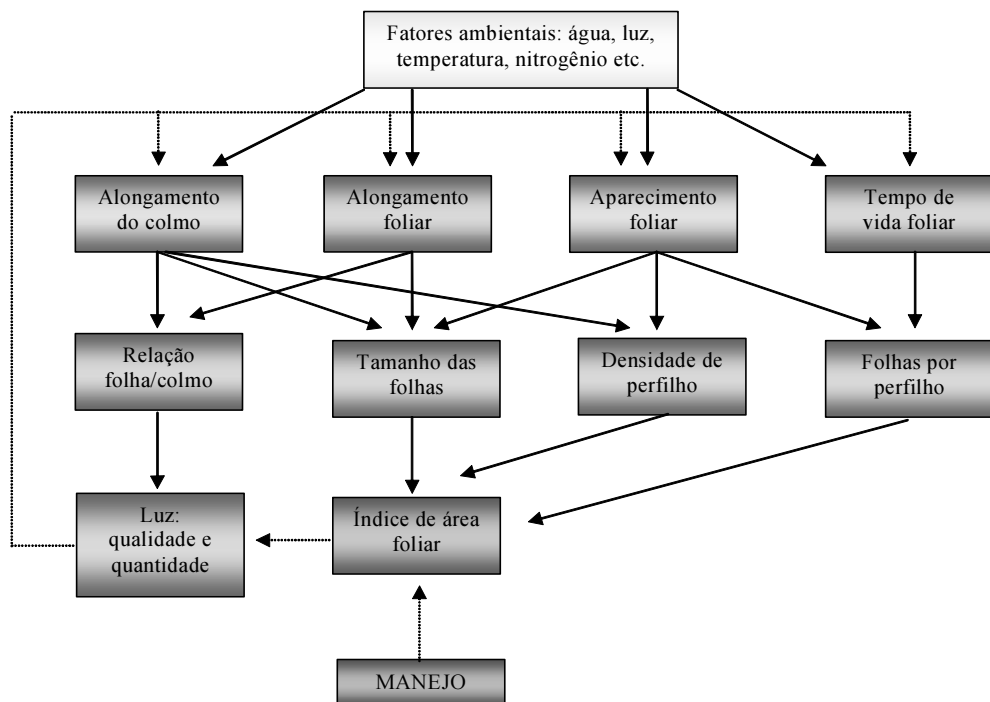 Fatores ambientais: água, luz,
temperatura, nitrogênio etc.
Alongamento
do colmo
Alongamento
foliar
Aparecimento
foliar
Tempo de
vida foliar
Relação
folha/colmo
Tamanho das
folhas
Densidade de
perfilho
Folhas por
perfilho
Luz:
qualidade e
quantidade
Índice de área
foliar
MANEJO